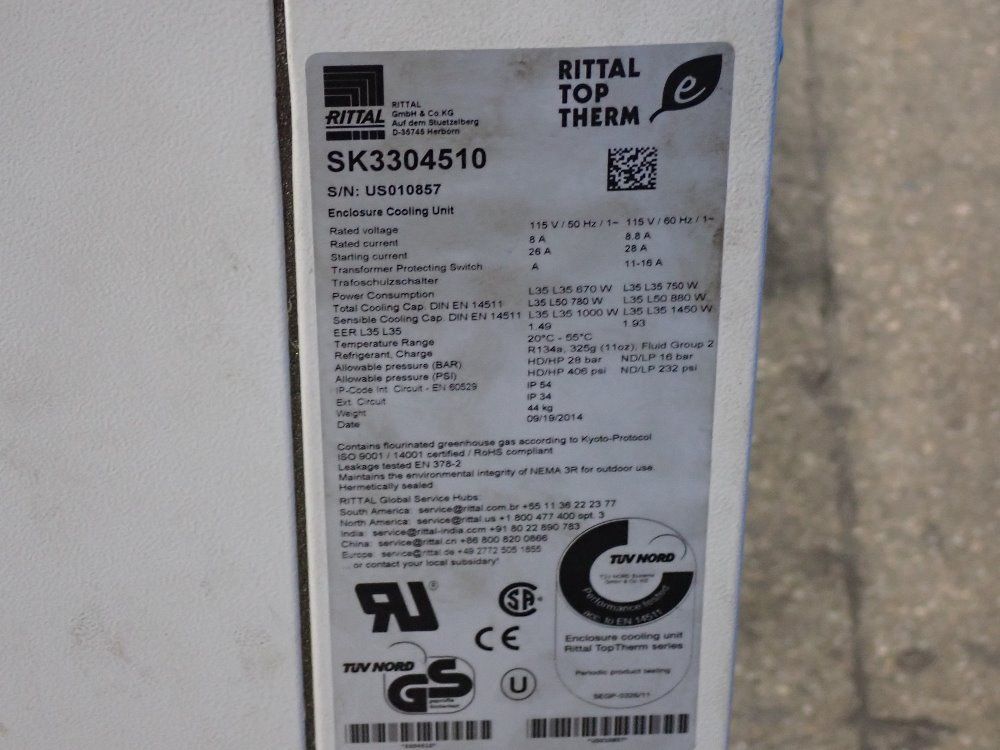 RITTAL
RITTAL
GmbH & Co.KG
Auf dem Stuetzelberg
D-35745 Herborn
RITTAL
TOP
THERM
e
SK3304510
S/N: US010857
Enclosure Cooling Unit
Rated voltage 115 V / 50 Hz / 1~ 115 V / 60 Hz / 1~
Rated current 8 A 8.8 A
Starting current 26 A 28 A
Transformer Protecting Switch A 11-16 A
Trafoschulzschalter
Power Consumption L35 L35 670 W L35 L35 750 W
Total Cooling Cap. DIN EN 14511 L35 L50 780 W L35 L50 880 W
Sensible Cooling Cap. DIN EN 14511 L35 L35 1000 W L35 L35 1450 W
EER L35 L35 1.49 1.93
Temperature Range 20°C - 55°C
Refrigerant, Charge R134a, 325g (11oz), Fluid Group 2
Allowable pressure (BAR) HD/HP 28 bar ND/LP 16 bar
Allowable pressure (PSI) HD/HP 406 psi ND/LP 232 psi
IP-Code Int. Circuit - EN 60529 IP 54
Ext. Circuit IP 34
Weight 44 kg
Date 09/19/2014
Contains flourinated greenhouse gas according to Kyoto-Protocol
ISO 9001 / 14001 certified / RoHS compliant
Leakage tested EN 378-2
Maintains the environmental integrity of NEMA 3R for outdoor use.
Hermetically sealed
RITTAL Global Service Hubs:
South America: service@rittal.com.br +55 11 36 22 23 77
North America: service@rittal.us +1 800 477 400 opt. 3
India: service@rittal-india.com +91 80 22 890 783
China: service@rittal.cn +86 800 820 0866
Europe: service@rittal.de +49 2772 505 1855
... or contact your local subsidiary
TÜV NORD
Performance tested
acc. to EN 14511
Enclosure cooling unit
Rittal TopTherm series
Periodic product testing
RU ®
SA ®
CE
TÜV NORD
GS
geprüfte
Sicherheit
U
*US010857*